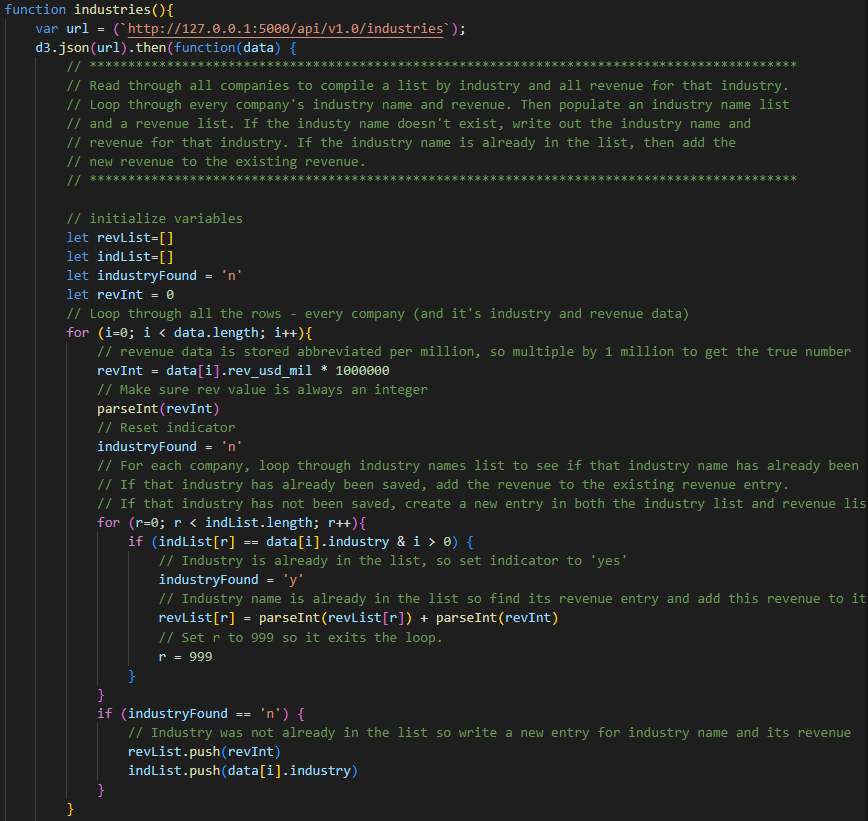 function industries(){
    var url = (`http://127.0.0.1:5000/api/v1.0/industries`);
    d3.json(url).then(function(data) {
        // ********************************************************************************************
        // Read through all companies to compile a list by industry and all revenue for that industry.
        // Loop through every company's industry name and revenue. Then populate an industry name list
        // and a revenue list. If the industy name doesn't exist, write out the industry name and
        // revenue for that industry. If the industry name is already in the list, then add the
        // new revenue to the existing revenue.
        // ********************************************************************************************
        // initialize variables
        let revList=[]
        let indList=[]
        let industryFound = 'n'
        let revInt = 0
        // Loop through all the rows - every company (and it's industry and revenue data)
        for (i=0; i < data.length; i++){
            // revenue data is stored abbreviated per million, so multiple by 1 million to get the true number
            revInt = data[i].rev_usd_mil * 1000000
            // Make sure rev value is always an integer
            parseInt(revInt)
            // Reset indicator
            industryFound = 'n'
            // For each company, loop through industry names list to see if that industry name has already been
            // If that industry has already been saved, add the revenue to the existing revenue entry.
            // If that industry has not been saved, create a new entry in both the industry list and revenue lis
            for (r=0; r < indList.length; r++){
                if (indList[r] == data[i].industry & i > 0) {
                    // Industry is already in the list, so set indicator to 'yes'
                    industryFound = 'y'
                    // Industry name is already in the list so find its revenue entry and add this revenue to it
                    revList[r] = parseInt(revList[r]) + parseInt(revInt)
                    // Set r to 999 so it exits the loop.
                    r = 999
                }
            }
            if (industryFound == 'n') {
                // Industry was not already in the list so write a new entry for industry name and its revenue
                revList.push(revInt)
                indList.push(data[i].industry)
            }
        }